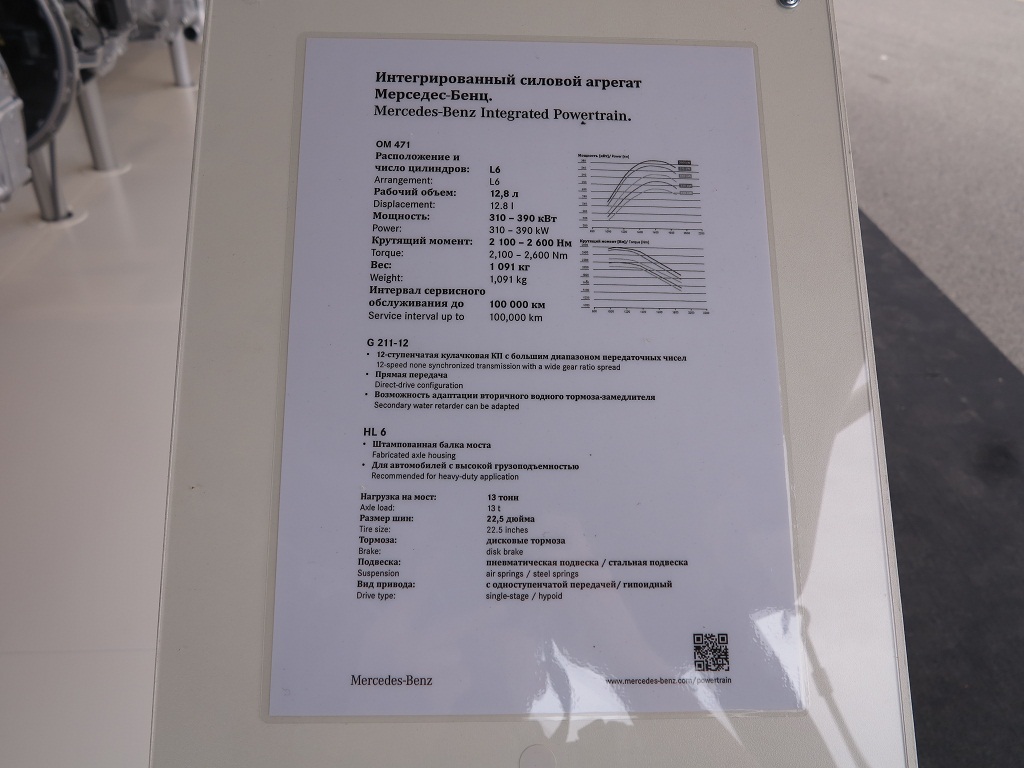 Интегрированный силовой агрегат
Мерседес-Бенц.
Mercedes-Benz Integrated Powertrain.
OM 471
Расположение и
число цилиндров: L6
Arrangement: L6
Рабочий объем: 12,8 л
Displacement: 12.8 l
Мощность: 310 – 390 кВт
Power: 310 – 390 kW
Крутящий момент: 2 100 – 2 600 Нм
Torque: 2,100 – 2,600 Nm
Вес: 1 091 кг
Weight: 1,091 kg
Интервал сервисного
обслуживания до 100 000 км
Service interval up to 100,000 km
Мощность [кВт]/ Power [kw]
Крутящий момент [Нм]/ Torque [Nm]
G 211-12
• 12-ступенчатая кулачковая КП с большим диапазоном передаточных чисел
12-speed none synchronized transmission with a wide gear ratio spread
• Прямая передача
Direct-drive configuration
• Возможность адаптации вторичного водного тормоза-замедлителя
Secondary water retarder can be adapted
HL 6
• Штампованная балка моста
Fabricated axle housing
• Для автомобилей с высокой грузоподъемностью
Recommended for heavy-duty application
Нагрузка на мост: 13 тонн
Axle load: 13 t
Размер шин: 22,5 дюйма
Tire size: 22.5 inches
Тормоза: дисковые тормоза
Brake: disk brake
Подвеска: пневматическая подвеска / стальная подвеска
Suspension air springs / steel springs
Вид привода: с одноступенчатой передачей/ гипоидный
Drive type: single-stage / hypoid
Mercedes-Benz
www.mercedes-benz.com/powertrain